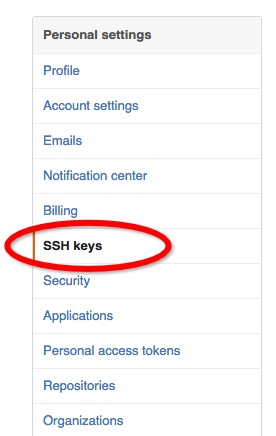 Personal settings
Profile
Account settings
Emails
Notification center
Billing
SSH keys
Security
Applications
Personal access tokens
Repositories
Organizations